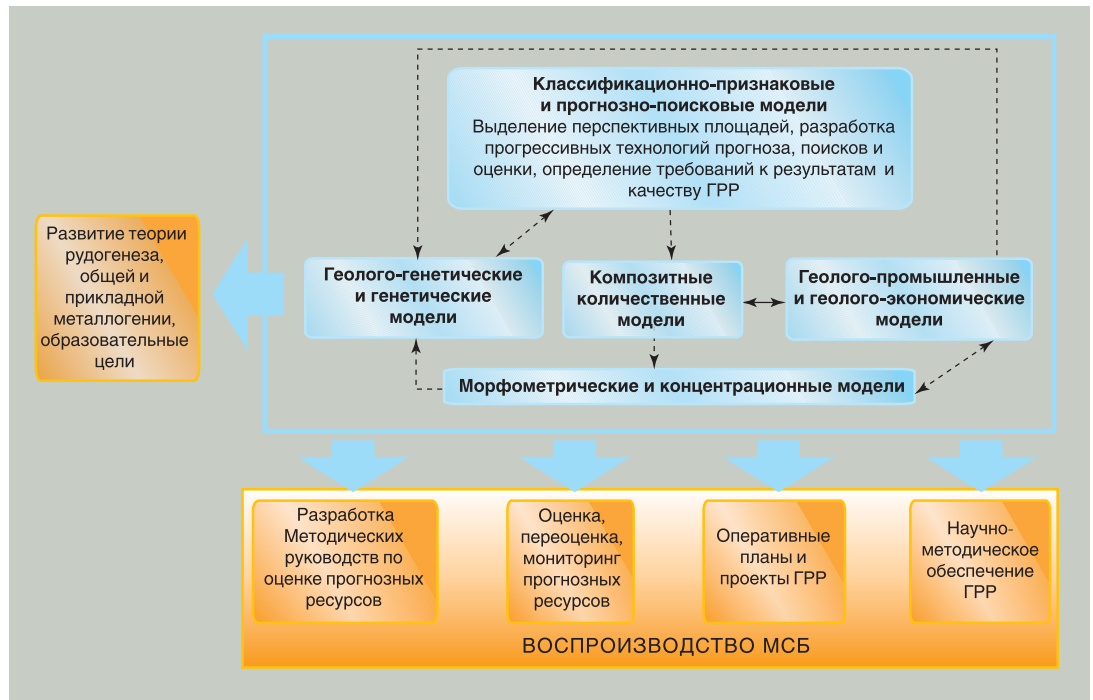 Классификационно-признаковые
и прогнозно-поисковые модели
Выделение перспективных площадей, разработка
прогрессивных технологий прогноза, поисков и
оценки, определение требований к результатам и
качеству ГРР
Развитие теории
рудогенеза,
общей и
прикладной
металлогении,
образовательные
цели
Геолого-генетические
и генетические
модели
Композитные
количественные
модели
Геолого-промышленные
и геолого-экономические
модели
Морфометрические и концентрационные модели
Разработка
Методических
руководств по
оценке прогнозных
ресурсов
Оценка,
переоценка,
мониторинг
прогнозных
ресурсов
Оперативные
планы и
проекты ГРР
Научно-
методическое
обеспечение
ГРР
ВОСПРОИЗВОДСТВО МСБ